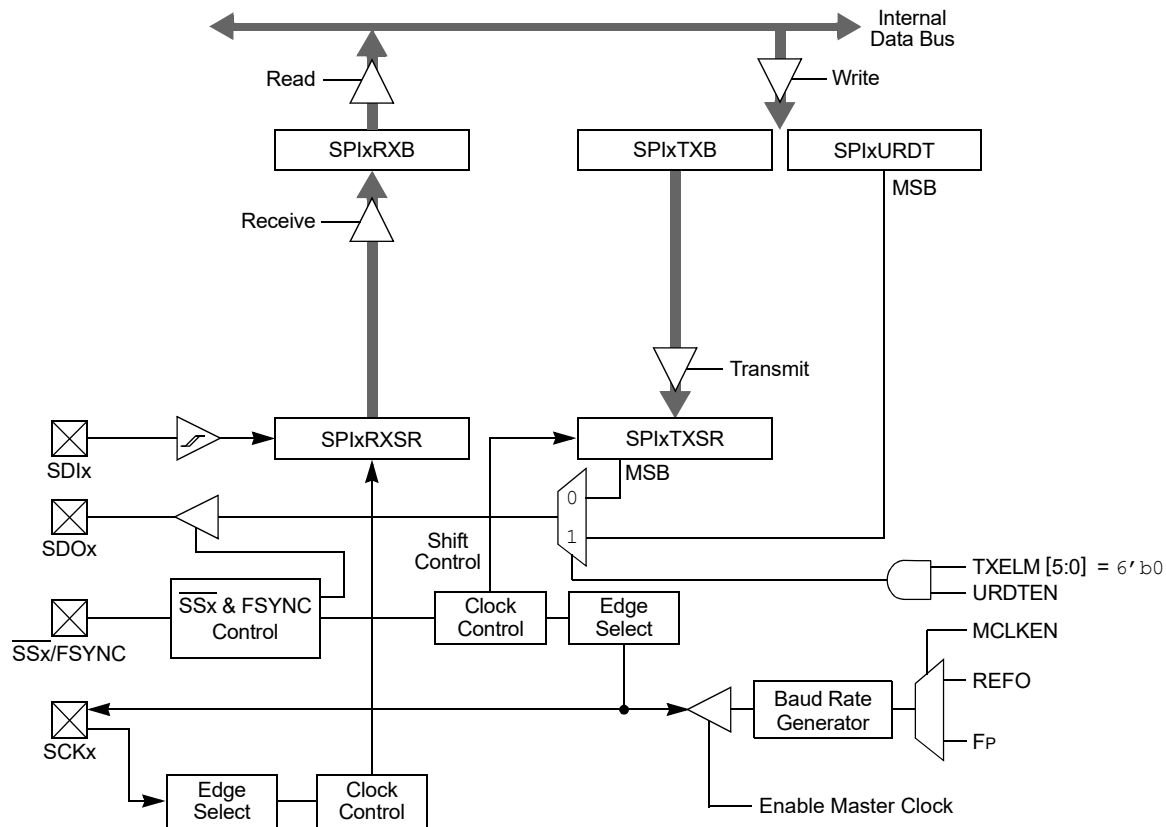 Internal
Data Bus
Read
Write
SPIxRXB
SPIxTXB
SPIxURDT
MSB
Receive
Transmit
SPIxRXSR
SPIxTXSR
SDIx
MSB
0
SDOx
1
Shift
Control
TXELM [5:0] = 6'b0
URDTEN
SSx & FSYNC
Control
Clock
Control
Edge
Select
SSx/FSYNC
MCLKEN
REFO
Baud Rate
Generator
FP
SCKx
Edge
Select
Clock
Control
Enable Master Clock